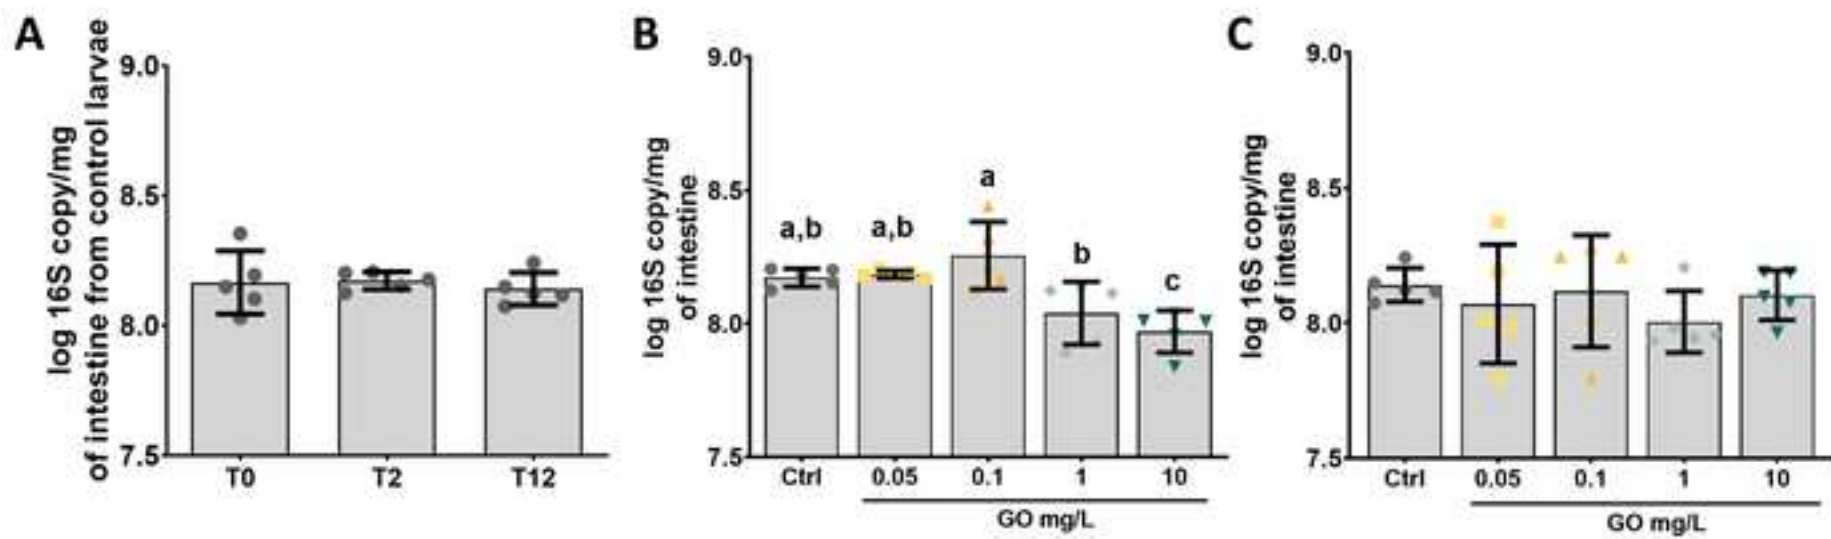 A
log 16S copy/mg
of intestine from control larvae
9.0
8.5
8.0
7.5
T0
T2
T12
B
log 16S copy/mg
of intestine
9.0
8.5
8.0
7.5
a,b
a,b
a
b
c
Ctrl
0.05
0.1
1
10
GO mg/L
C
log 16S copy/mg
of intestine
9.0
8.5
8.0
7.5
Ctrl
0.05
0.1
1
10
GO mg/L